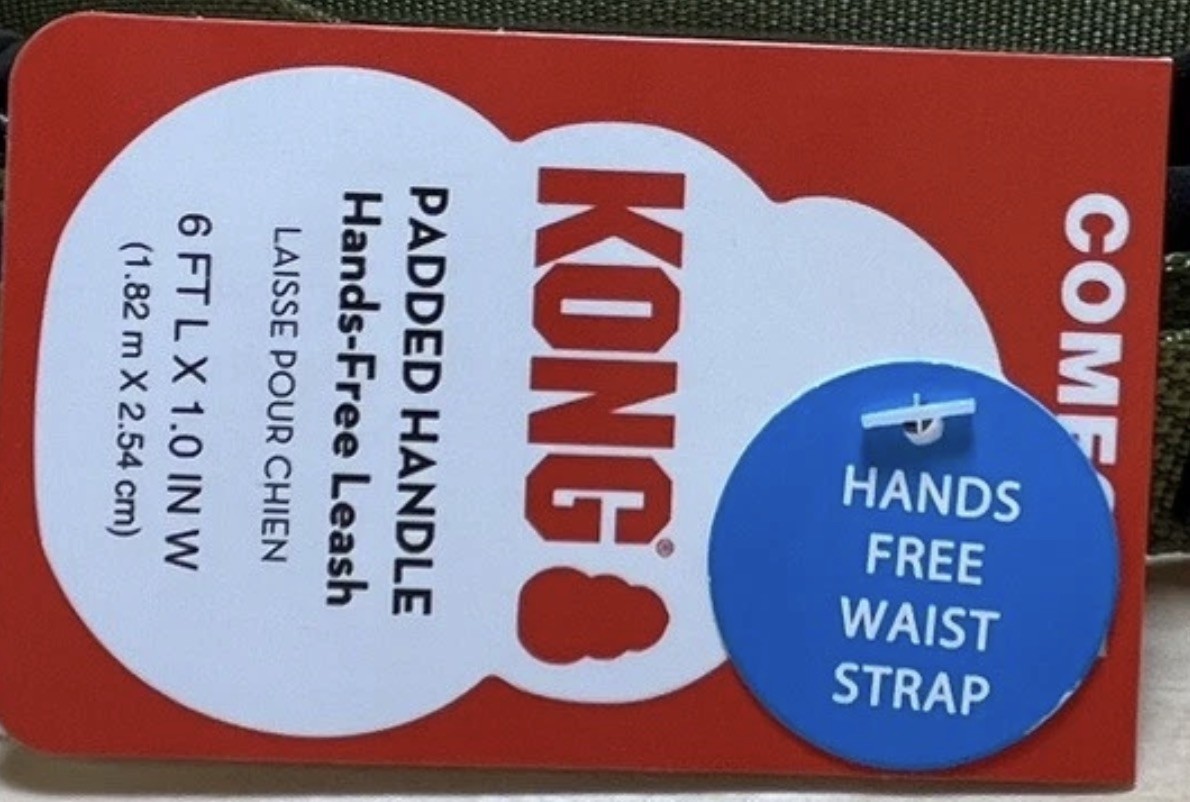 KONG®
PADDED HANDLE
Hands-Free Leash
LAISSE POUR CHIEN
6 FT L X 1.0 IN W
(1.82 m X 2.54 cm)
HANDS
FREE
WAIST
STRAP